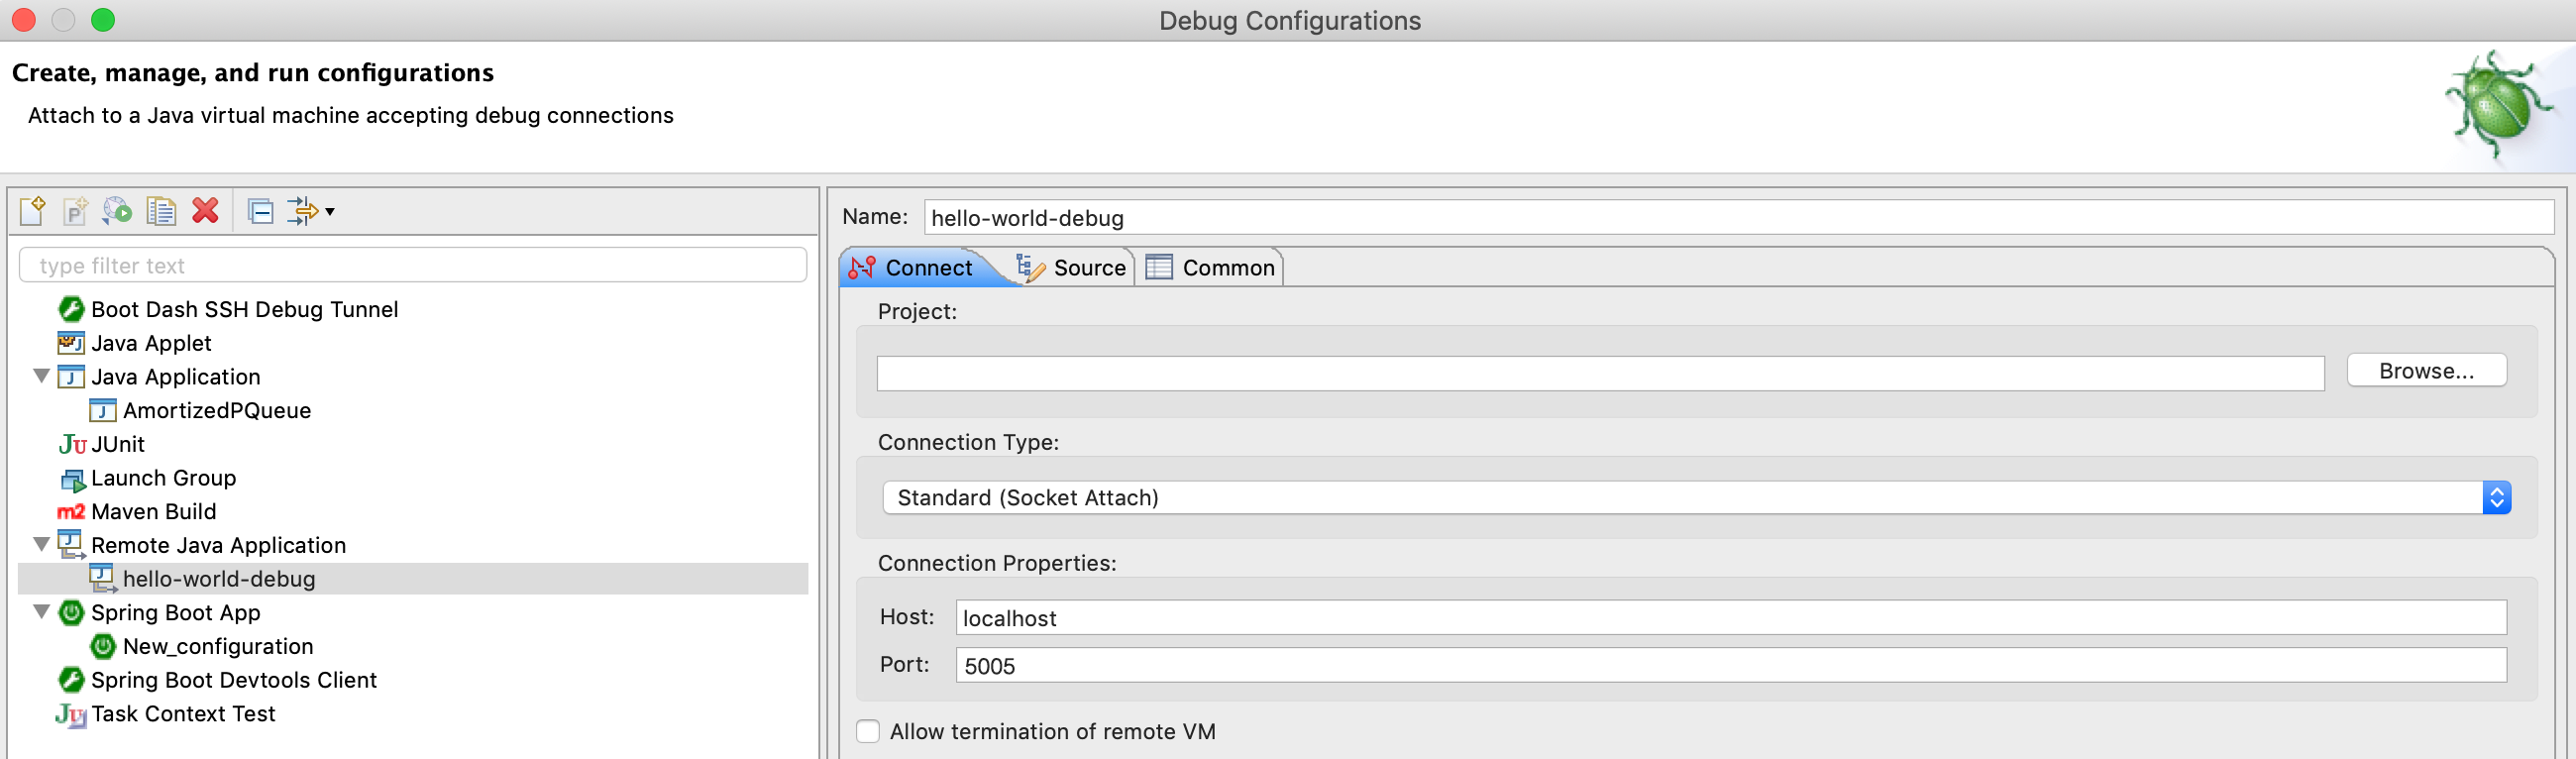 Debug Configurations
Create, manage, and run configurations
Attach to a Java virtual machine accepting debug connections
type filter text
Boot Dash SSH Debug Tunnel
Java Applet
Java Application
AmortizedPQueue
JUnit
Launch Group
Maven Build
Remote Java Application
hello-world-debug
Spring Boot App
New_configuration
Spring Boot Devtools Client
Task Context Test
Name: hello-world-debug
Connect Source Common
Project:
Browse...
Connection Type:
Standard (Socket Attach)
Connection Properties:
Host: localhost
Port: 5005
Allow termination of remote VM